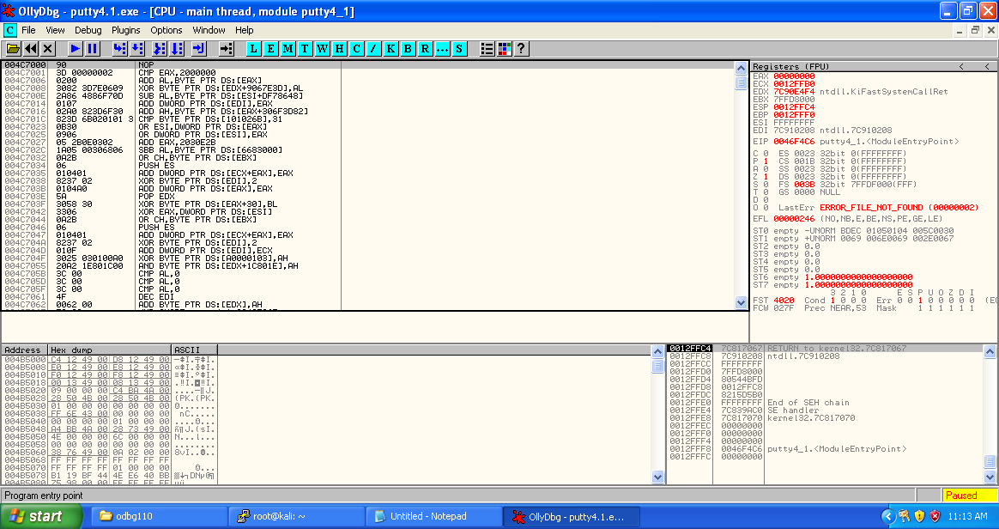 OllyDbg - putty4.1.exe - [CPU - main thread, module putty4_1]
C File View Debug Plugins Options Window Help
L E M T W H C / K B R ... S ?
004C7000 90 NOP
004C7001 3D 00000002 CMP EAX,2000000
004C7006 0200 ADD AL,BYTE PTR DS:[EAX]
004C7008 3082 3D7E0609 XOR BYTE PTR DS:[EDX+9067E3D],AL
004C700E 2A86 4886F70D SUB AL,BYTE PTR DS:[ESI+DF78648]
004C7014 0107 ADD DWORD PTR DS:[EDI],EAX
004C7016 02A0 823D6F30 ADD AH,BYTE PTR DS:[EAX+306F3D82]
004C701C 823D 6B020101 3 CMP BYTE PTR DS:[101026B],31
004C7023 0B30 OR ESI,DWORD PTR DS:[EAX]
004C7025 0906 OR DWORD PTR DS:[ESI],EAX
004C7027 05 2B0E0302 ADD EAX,2030E2B
004C702C 1A05 00306806 SBB AL,BYTE PTR DS:[6683000]
004C7032 0A2B OR CH,BYTE PTR DS:[EBX]
004C7034 06 PUSH ES
004C7035 010401 ADD DWORD PTR DS:[ECX+EAX],EAX
004C7038 8237 02 XOR BYTE PTR DS:[EDI],2
004C703B 0104A0 ADD DWORD PTR DS:[EAX],EAX
004C703E 5A POP EDX
004C703F 3058 30 XOR BYTE PTR DS:[EAX+30],BL
004C7042 3306 XOR EAX,DWORD PTR DS:[ESI]
004C7044 0A2B OR CH,BYTE PTR DS:[EBX]
004C7046 06 PUSH ES
004C7047 010401 ADD DWORD PTR DS:[ECX+EAX],EAX
004C704A 8237 02 XOR BYTE PTR DS:[EDI],2
004C704D 010F ADD DWORD PTR DS:[EDI],ECX
004C704F 3025 030100A0 XOR BYTE PTR DS:[A0000103],AH
004C7055 20A2 1E801C00 AND BYTE PTR DS:[EDX+1C801E],AH
004C705B 3C 00 CMP AL,0
004C705D 3C 00 CMP AL,0
004C705F 3C 00 CMP AL,0
004C7061 4F DEC EDI
004C7062 0062 00 ADD BYTE PTR DS:[EDX],AH
Registers (FPU) < <
EAX 00000000
ECX 0012FFB0
EDX 7C90E4F4 ntdll.KiFastSystemCallRet
EBX 7FFD8000
ESP 0012FFC4
EBP 0012FFF0
ESI FFFFFFFF
EDI 7C910208 ntdll.7C910208
EIP 0046F4C6 putty4_1.<ModuleEntryPoint>
C 0 ES 0023 32bit 0(FFFFFFFF)
P 1 CS 001B 32bit 0(FFFFFFFF)
A 0 SS 0023 32bit 0(FFFFFFFF)
Z 1 DS 0023 32bit 0(FFFFFFFF)
S 0 FS 003B 32bit 7FFDF000(FFF)
T 0 GS 0000 NULL
D 0
O 0 LastErr ERROR_FILE_NOT_FOUND (00000002)
EFL 00000246 (NO,NB,E,BE,NS,PE,GE,LE)
ST0 empty -UNORM BDEC 01050104 005C0030
ST1 empty +UNORM 0069 006E0069 002E0067
ST2 empty 0.0
ST3 empty 0.0
ST4 empty 0.0
ST5 empty 0.0
ST6 empty 1.0000000000000000000
ST7 empty 1.0000000000000000000
3 2 1 0 E S P U O Z D I
FST 4020 Cond 1 0 0 0 Err 0 0 1 0 0 0 0 0 (EQ
FCW 027F Prec NEAR,53 Mask 1 1 1 1 1 1
Address Hex dump ASCII
004B5000 C4 12 49 00 D8 12 49 00
004B5008 E0 12 49 00 E8 12 49 00
004B5010 F0 12 49 00 F8 12 49 00
004B5018 00 13 49 00 08 13 49 00
004B5020 09 00 00 00 C4 BA 4A 00
004B5028 28 50 4B 00 28 50 4B 00 (PK.(PK.
004B5030 01 00 00 00 00 00 00 00
004B5038 FF 6E 43 00 00 00 00 00 nC.....
004B5040 00 00 00 00 01 00 00 00
004B5048 A4 BB 4A 00 28 73 49 00
004B5050 4E 00 00 00 6C 00 00 00 N...l...
004B5058 00 00 00 00 00 00 00 00 ........
004B5060 38 76 49 00 0A 02 00 00
004B5068 FF FF FF FF FF FF FF FF
004B5070 FF FF FF FF 01 00 00 00
004B5078 B1 19 BF 44 4E E6 40 BB
0012FFC4 7C817067 RETURN to kernel32.7C817067
0012FFC8 7C910208 ntdll.7C910208
0012FFCC FFFFFFFF
0012FFD0 7FFD8000
0012FFD4 80544BFD
0012FFD8 0012FFC8
0012FFDC 8215D5B0
0012FFE0 FFFFFFFF End of SEH chain
0012FFE4 7C839AC0 SE handler
0012FFE8 7C817070 kernel32.7C817070
0012FFEC 00000000
0012FFF0 00000000
0012FFF4 00000000
0012FFF8 0046F4C6 putty4_1.<ModuleEntryPoint>
0012FFFC 00000000
Program entry point
Paused
start
odbg110
root@kali: ~
Untitled - Notepad
OllyDbg - putty4.1.e...
11:13 AM